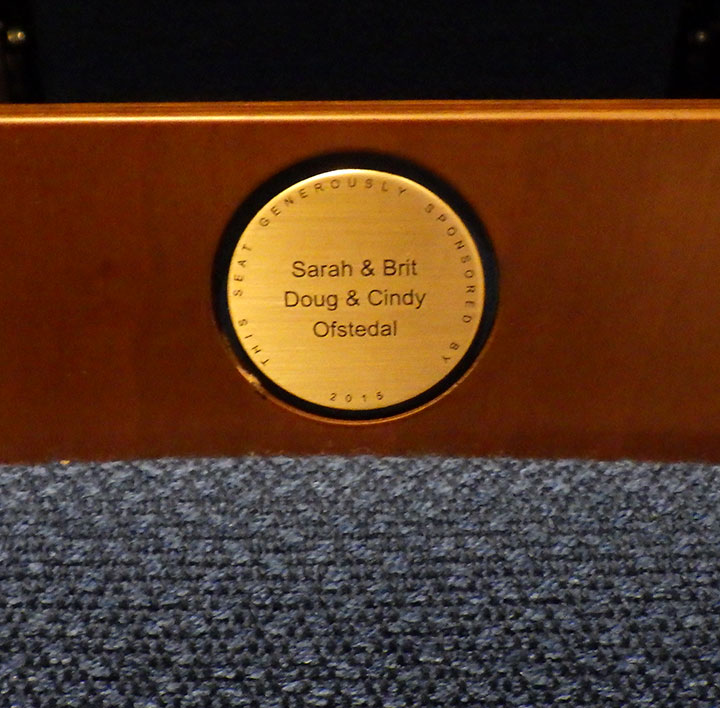 THIS SEAT GENEROUSLY SPONSORED BY
Sarah & Brit
Doug & Cindy
Ofstedal
2015